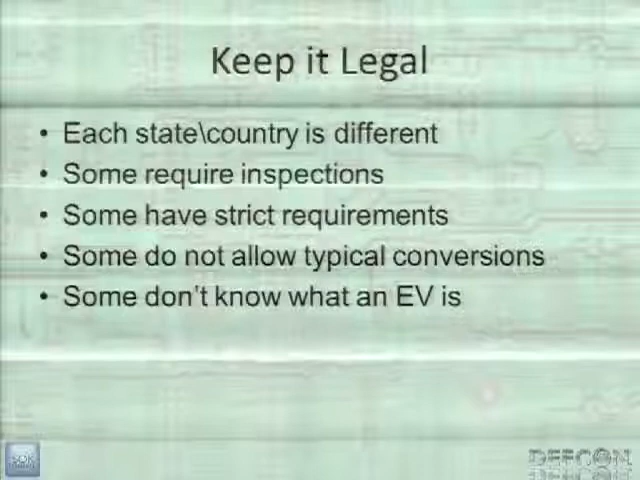 Keep it Legal
• Each state\country is different
• Some require inspections
• Some have strict requirements
• Some do not allow typical conversions
• Some don't know what an EV is
DEFCON